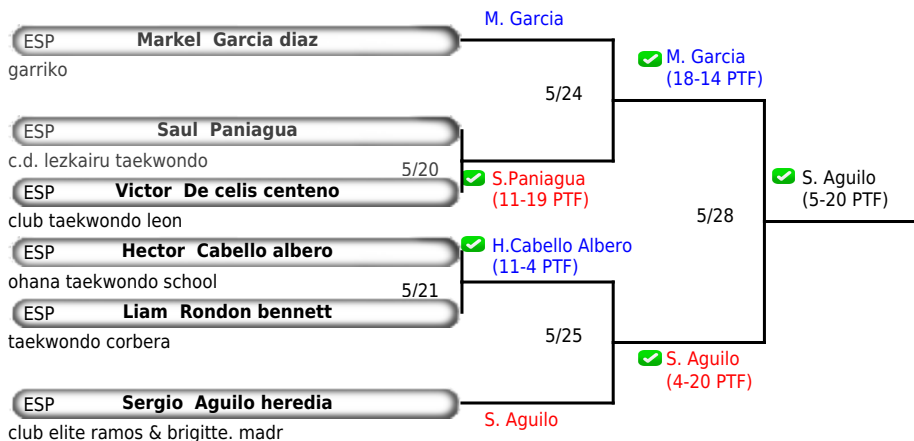 M. Garcia
ESP Markel Garcia diaz
garriko
M. Garcia
(18-14 PTF)
5/24
ESP Saul Paniagua
c.d. lezkairu taekwondo
5/20
S.Paniagua
(11-19 PTF)
ESP Victor De celis centeno
club taekwondo leon
S. Aguilo
(5-20 PTF)
5/28
ESP Hector Cabello albero
ohana taekwondo school
H.Cabello Albero
(11-4 PTF)
5/21
ESP Liam Rondon bennett
taekwondo corbera
5/25
S. Aguilo
(4-20 PTF)
ESP Sergio Aguilo heredia
club elite ramos & brigitte. madr
S. Aguilo